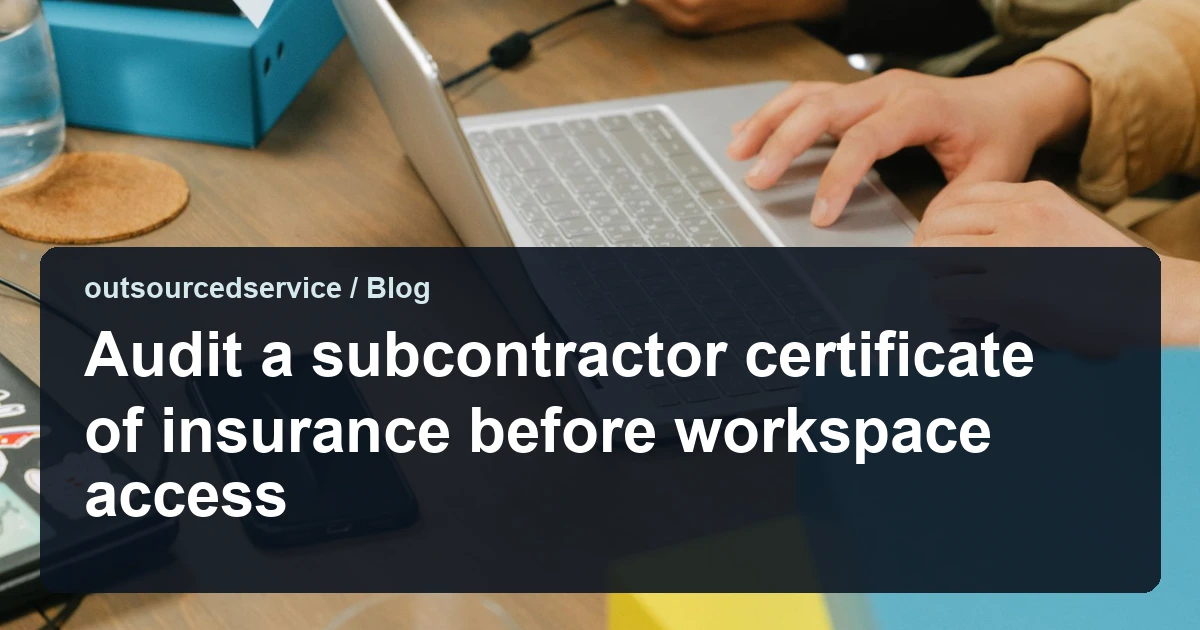 outsourcedservice / Blog
Audit a subcontractor certificate
of insurance before workspace
access